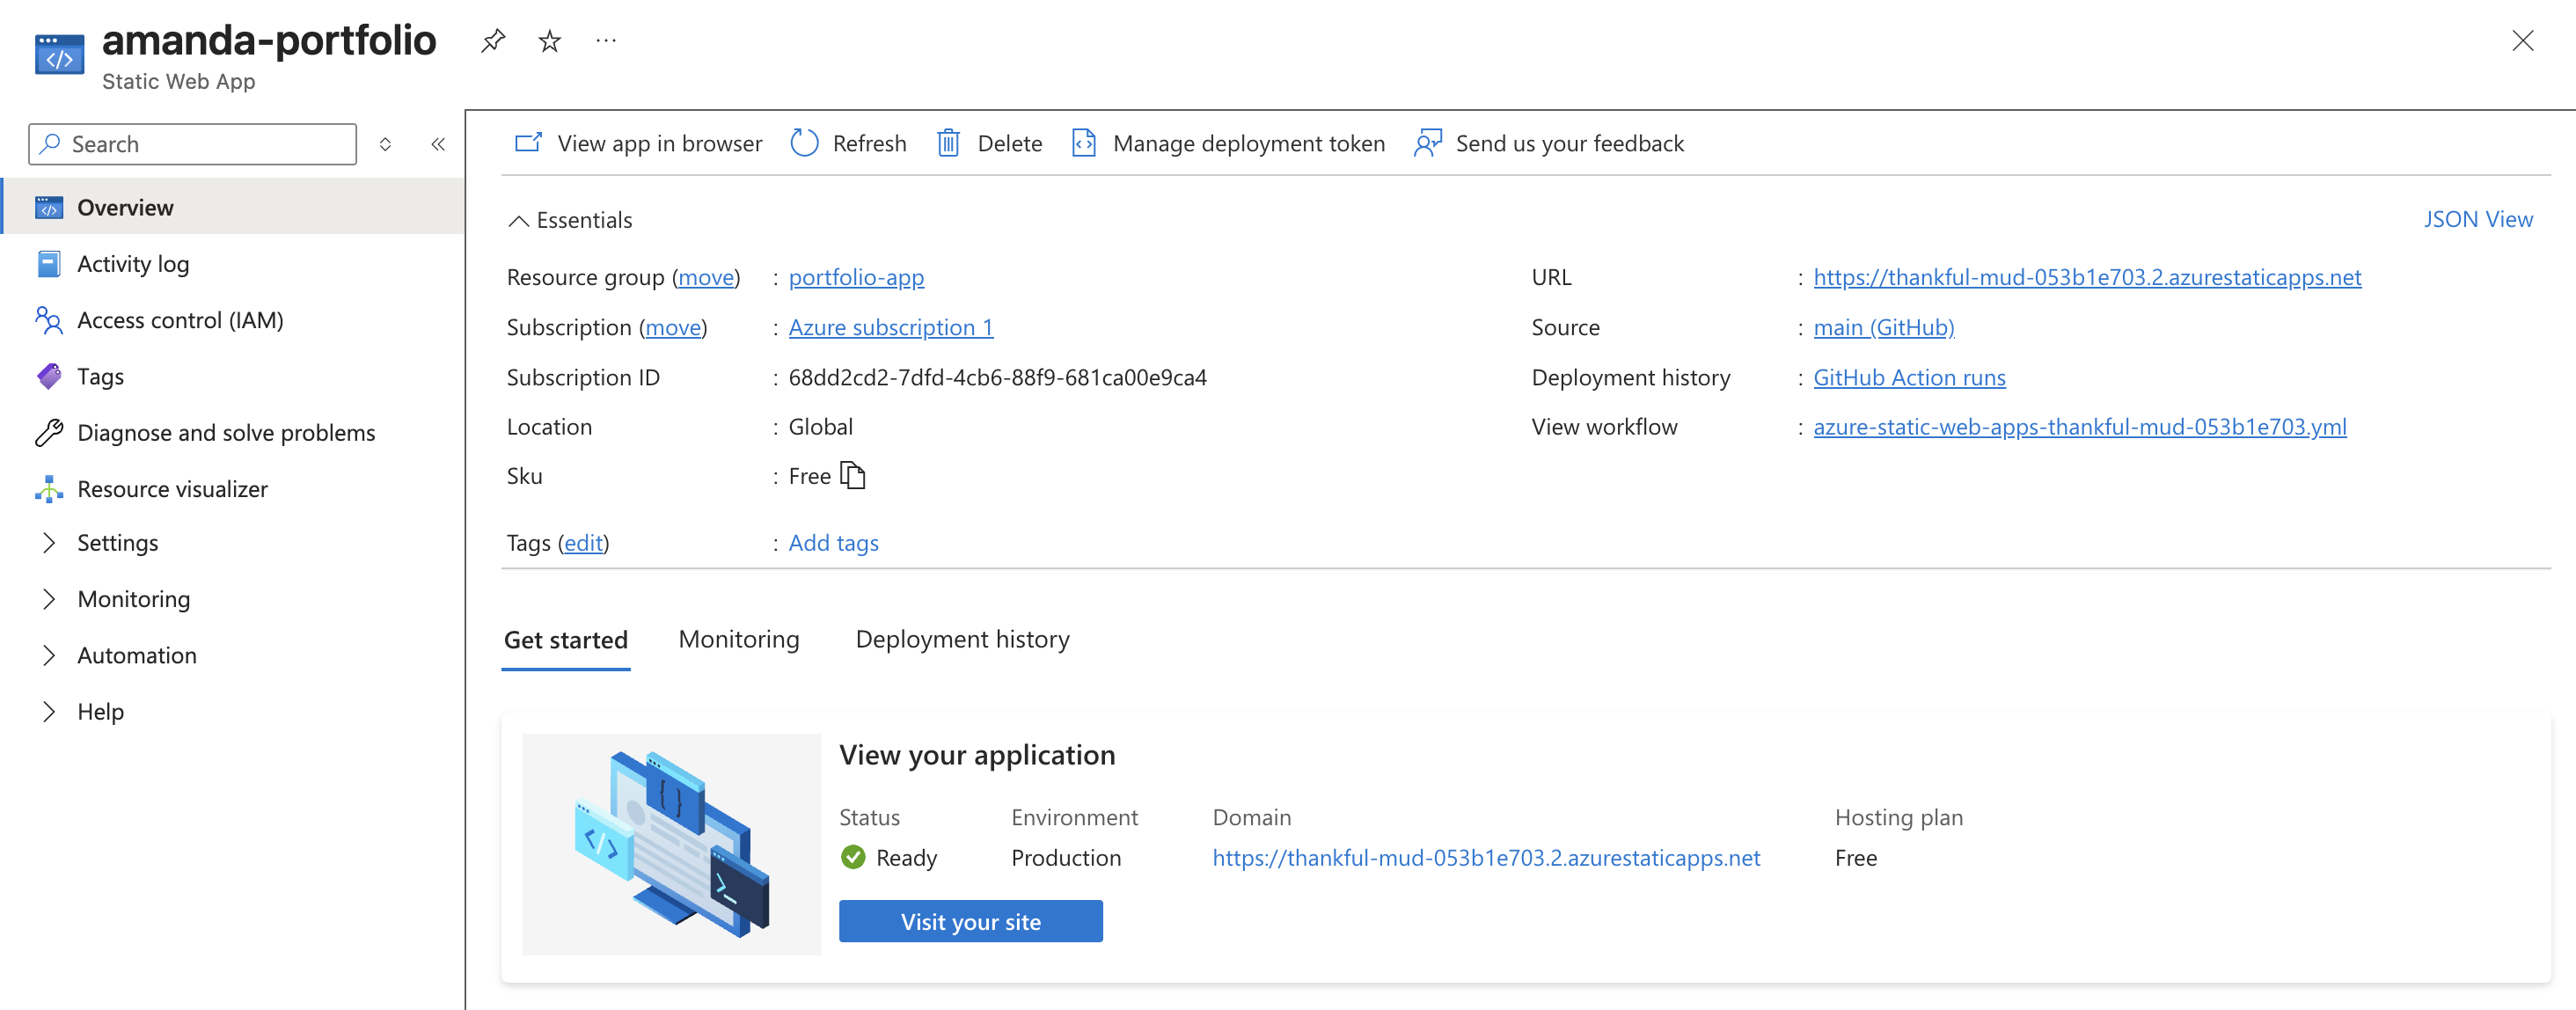 amanda-portfolio
Static Web App
Search
Overview
Activity log
Access control (IAM)
Tags
Diagnose and solve problems
Resource visualizer
Settings
Monitoring
Automation
Help
View app in browser Refresh Delete Manage deployment token Send us your feedback
Essentials JSON View
Resource group (move) : portfolio-app
Subscription (move) : Azure subscription 1
Subscription ID : 68dd2cd2-7dfd-4cb6-88f9-681ca00e9ca4
Location : Global
Sku : Free
Tags (edit) : Add tags
URL : https://thankful-mud-053b1e703.2.azurestaticapps.net
Source : main (GitHub)
Deployment history : GitHub Action runs
View workflow : azure-static-web-apps-thankful-mud-053b1e703.yml
Get started Monitoring Deployment history
View your application
Status Environment Domain Hosting plan
Ready Production https://thankful-mud-053b1e703.2.azurestaticapps.net Free
Visit your site